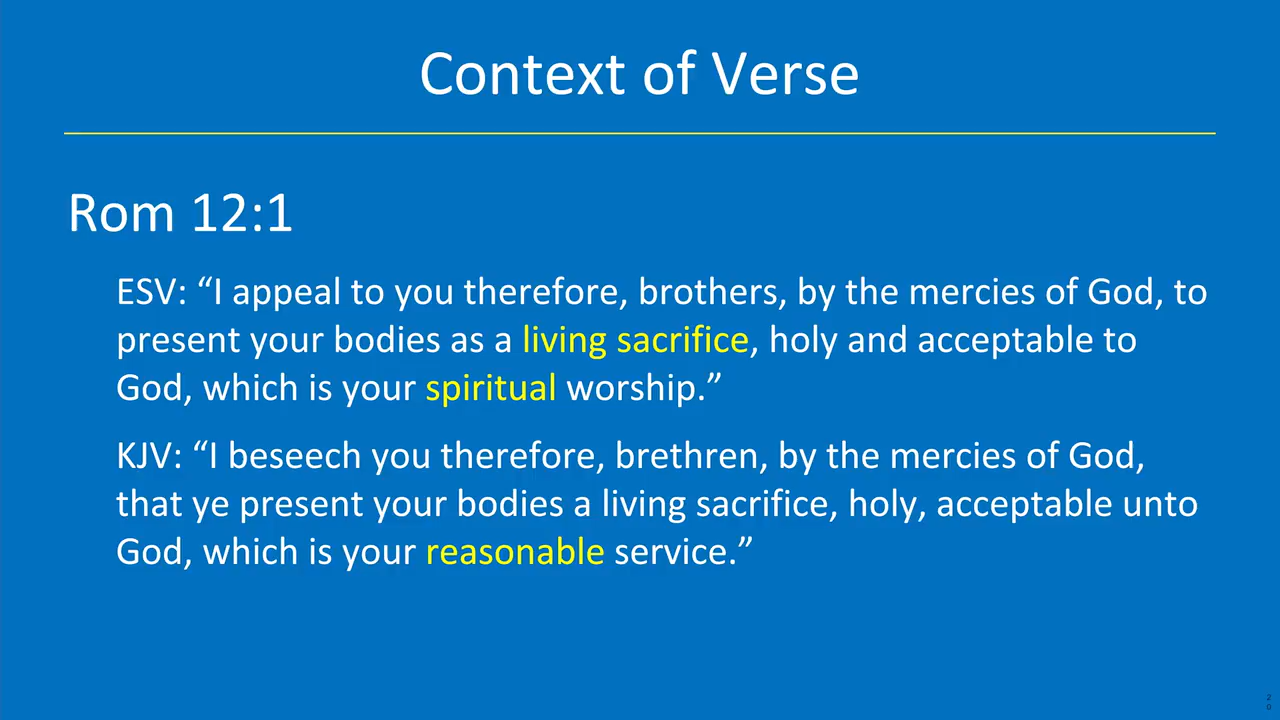 Context of Verse
Rom 12:1
ESV: “I appeal to you therefore, brothers, by the mercies of God, to
present your bodies as a living sacrifice, holy and acceptable to
God, which is your spiritual worship.”
KJV: “I beseech you therefore, brethren, by the mercies of God,
that ye present your bodies a living sacrifice, holy, acceptable unto
God, which is your reasonable service.”
2
0